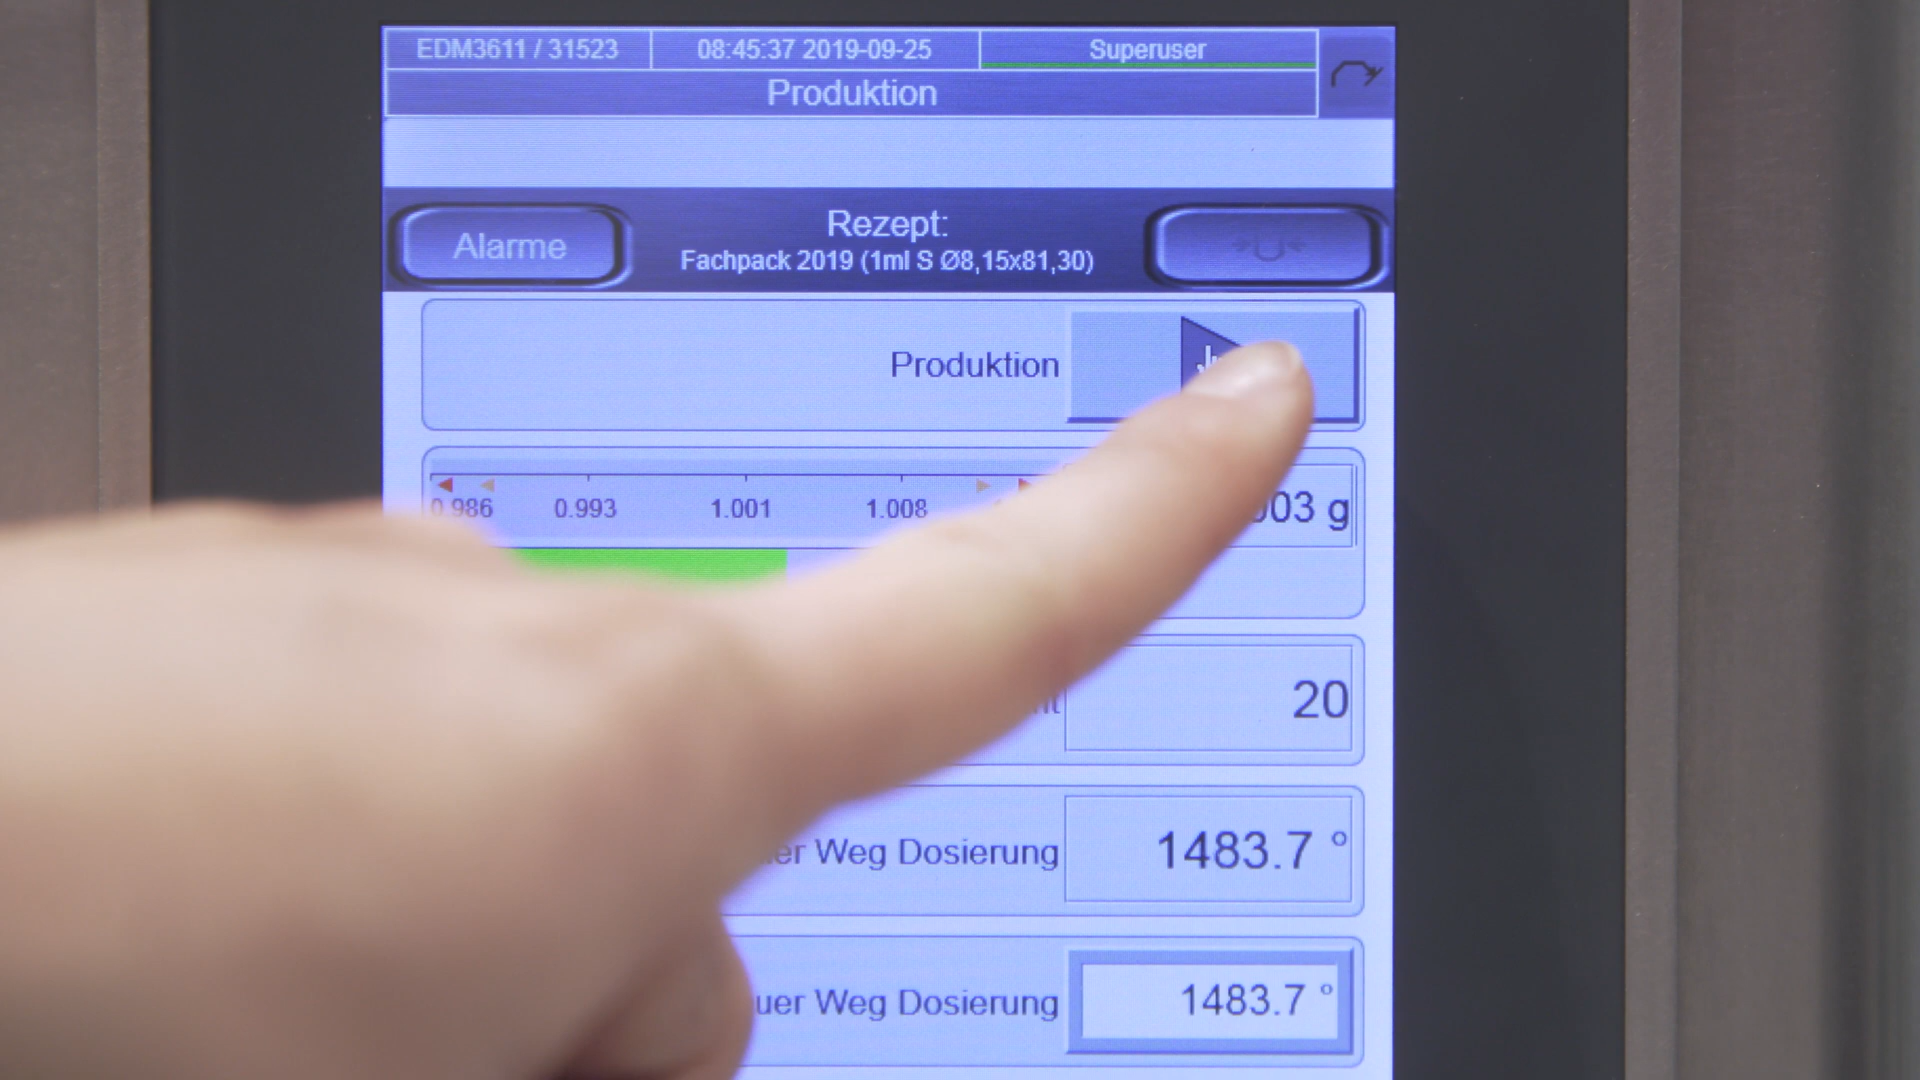 EDM3611 / 31523
08:45:37 2019-09-25
Superuser
Produktion
Alarme
Rezept:
Fachpack 2019 (1ml S Ø8,15x81,30)
Produktion
0.986 0.993 1.001 1.008
03 g
20
Weg Dosierung
1483.7 °
Weg Dosierung
1483.7 °